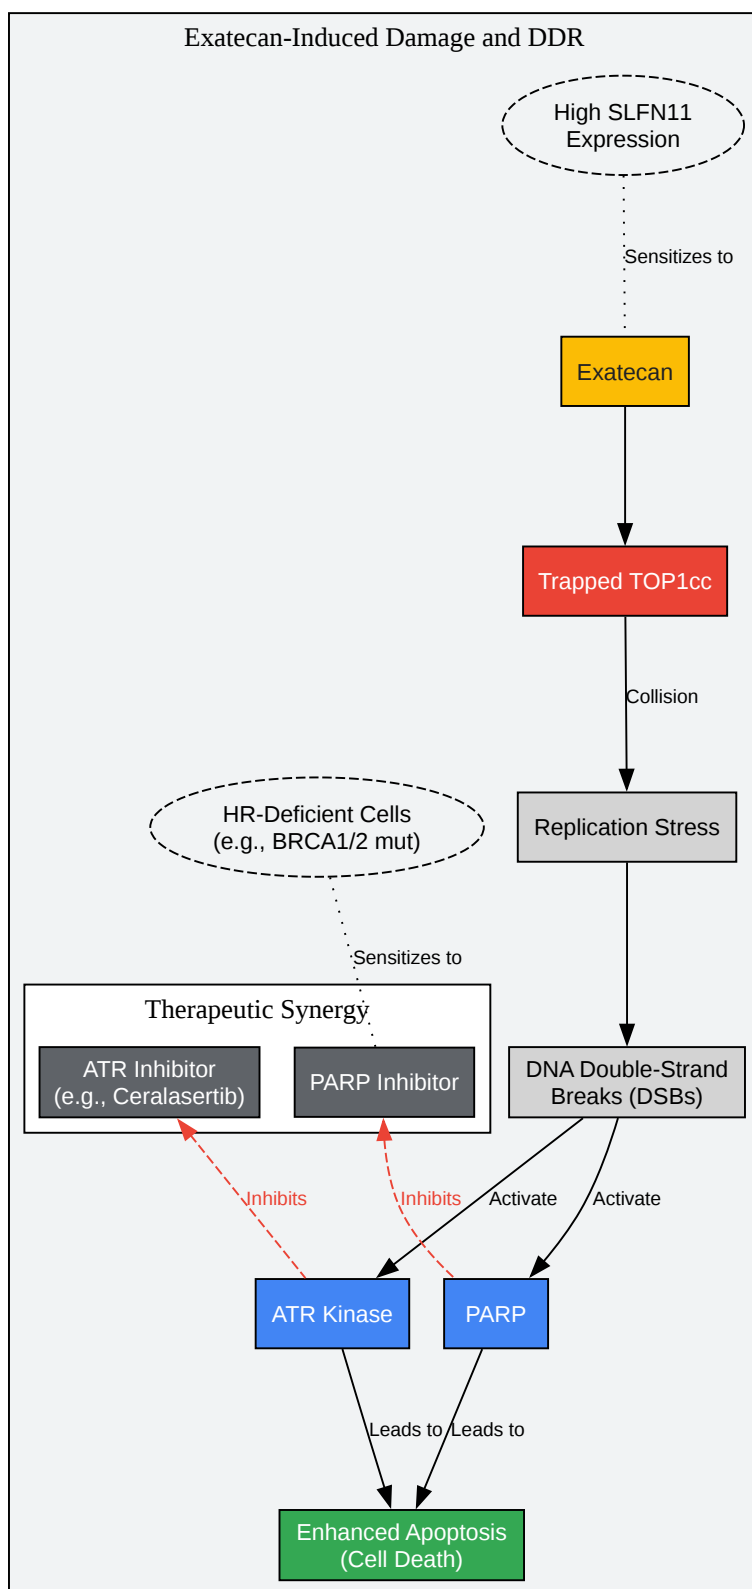 Exatecan-Induced Damage and DDR
High SLFN11
Expression
Sensitizes to
Exatecan
Trapped TOP1cc
Collision
HR-Deficient Cells
(e.g., BRCA1/2 mut)
Replication Stress
Sensitizes to
Therapeutic Synergy
ATR Inhibitor
(e.g., Ceralasertib)
PARP Inhibitor
DNA Double-Strand
Breaks (DSBs)
Inhibits
Inhibits
Activate
Activate
ATR Kinase
PARP
Leads to
Leads to
Enhanced Apoptosis
(Cell Death)